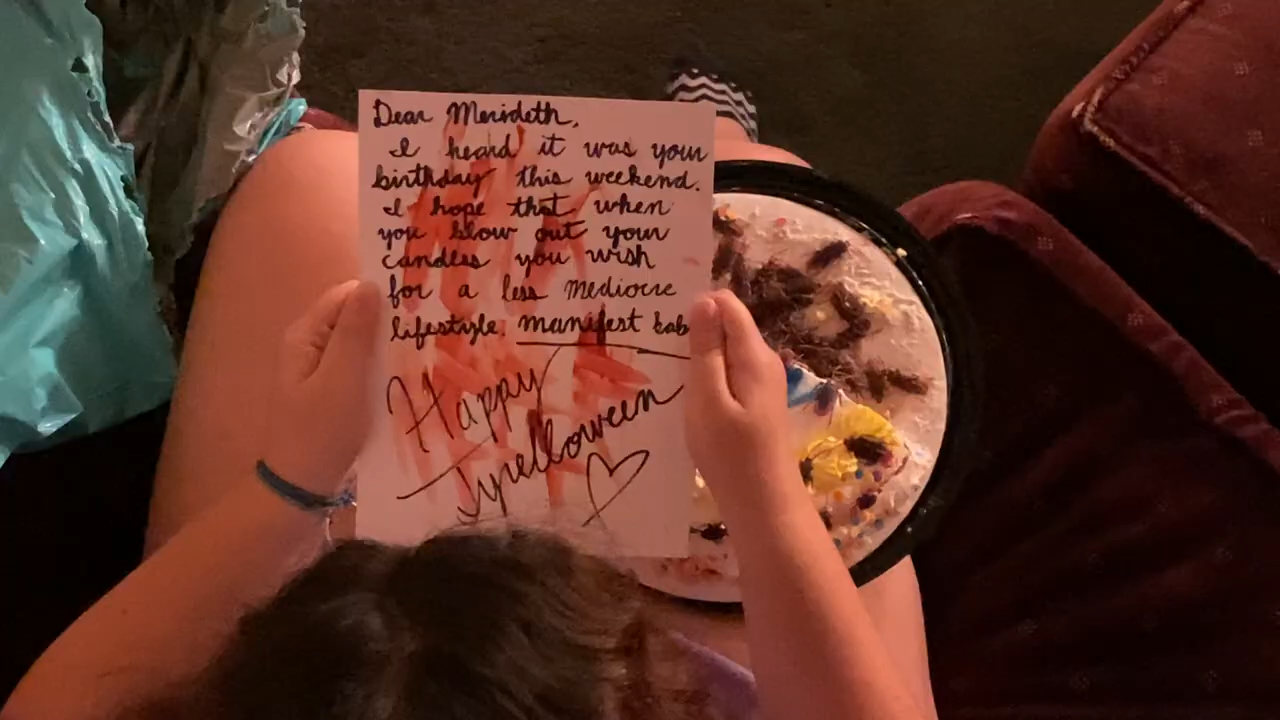 Dear Merideth,
I heard it was your
birthday this weekend.
I hope that when
you blow out your
candles you wish
for a less mediocre
lifestyle. manifest bab
Happy
Typelloween